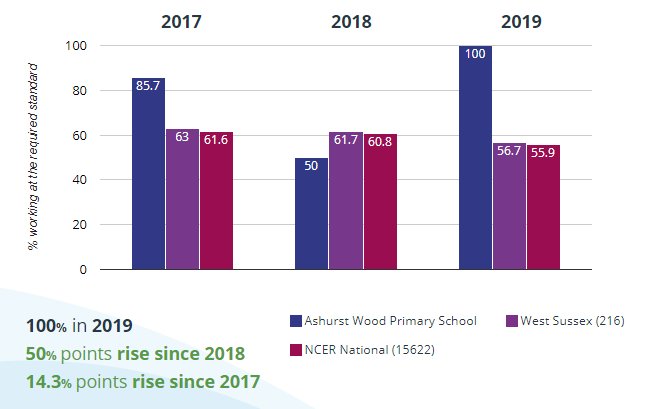 2017 2018 2019
100
80
60
40
20
0
% working at the required standard
85.7 63 61.6
50 61.7 60.8
100 56.7 55.9
100% in 2019
50% points rise since 2018
14.3% points rise since 2017
Ashurst Wood Primary School West Sussex (216)
NCER National (15622)